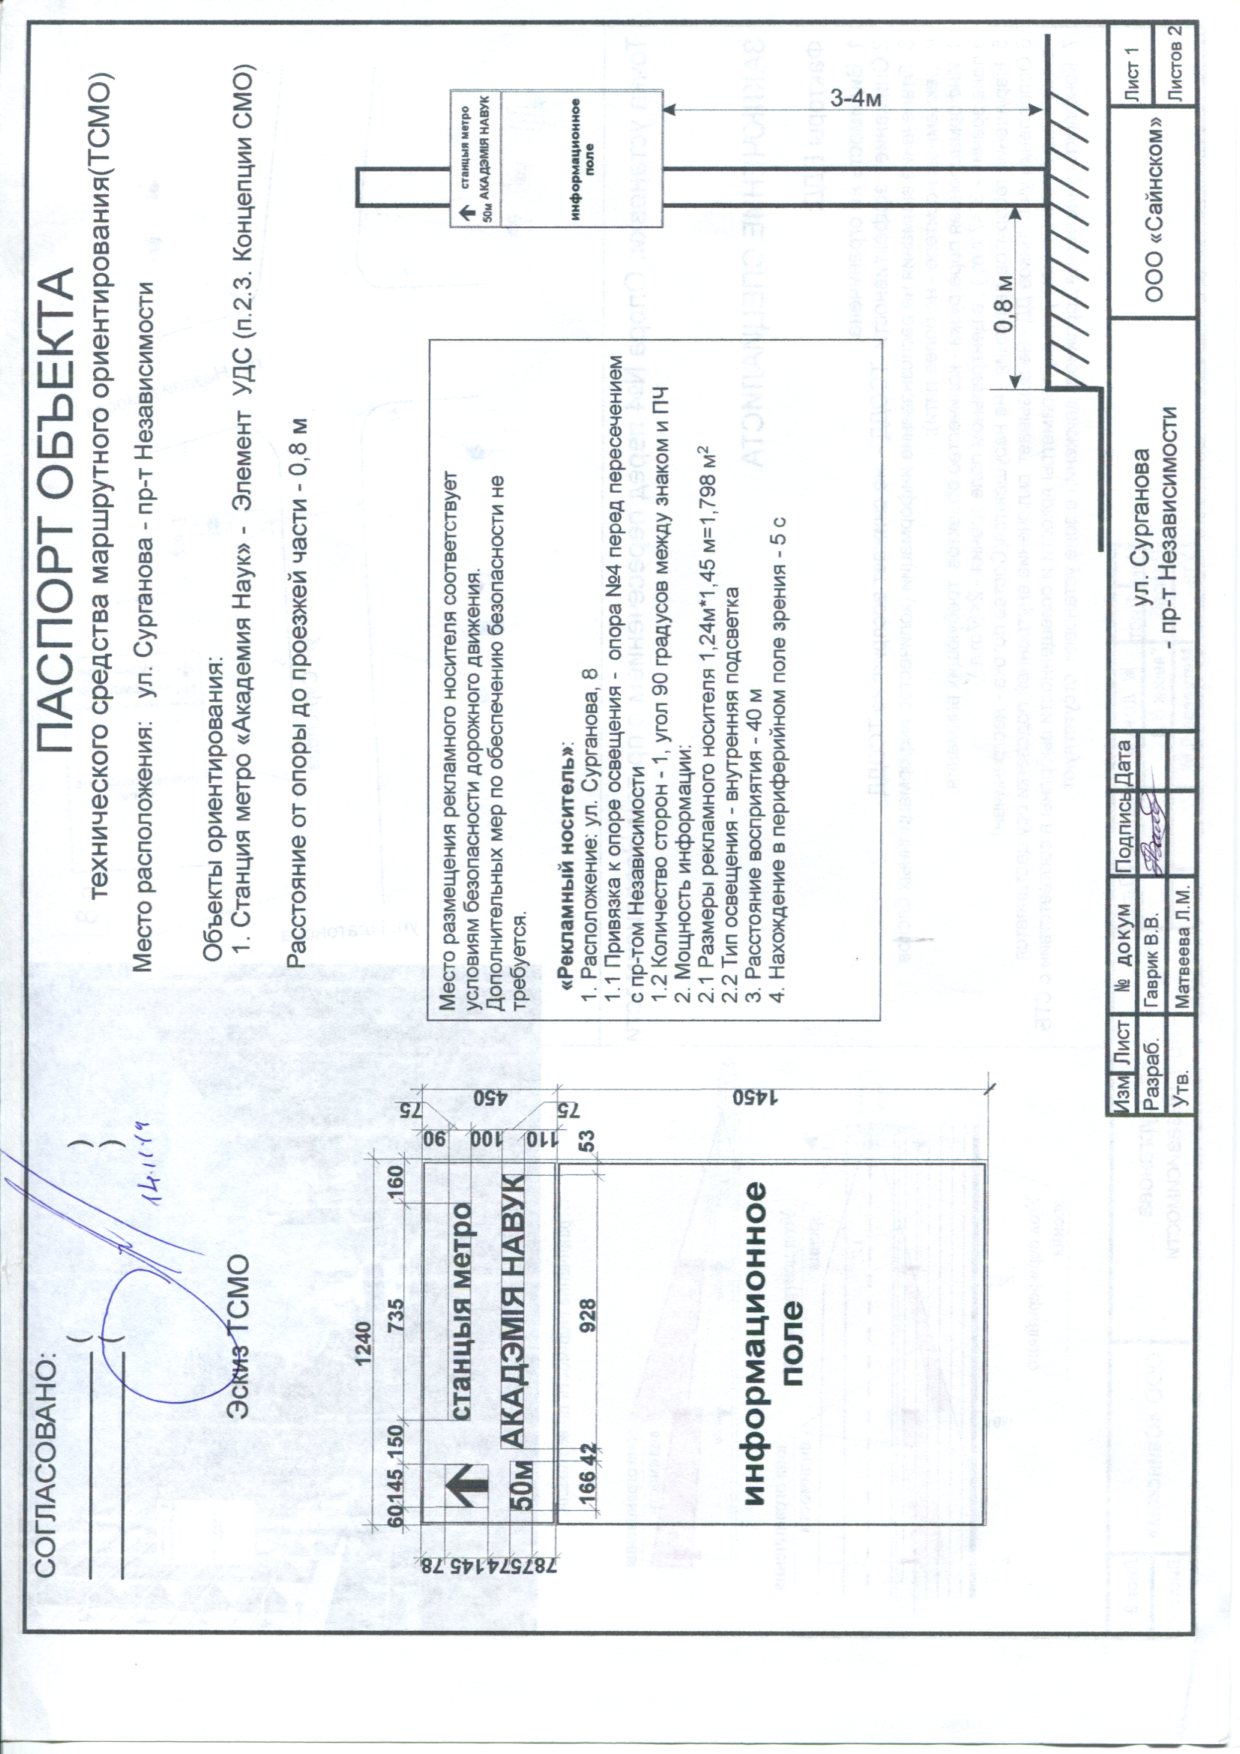 СОГЛАСОВАНО:
( )
( )
14.11.19
ПАСПОРТ ОБЪЕКТА
технического средства маршрутного ориентирования(ТСМО)
Место расположения: ул. Сурганова - пр-т Независимости
Объекты ориентирования:
1. Станция метро «Академия Наук» - Элемент УДС (п.2.3. Концепции СМО)
Расстояние от опоры до проезжей части - 0,8 м
Эскиз ТСМО
1240
60 145 150 735 160
станцыя метро
50м АКАДЭМІЯ НАВУК
166 42 928 53
78 145 74 145 75 78
90 75 100 110 75
450
1450
информационное
поле
Место размещения рекламного носителя соответствует
условиям безопасности дорожного движения.
Дополнительных мер по обеспечению безопасности не
требуется.
«Рекламный носитель»:
1. Расположение: ул. Сурганова, 8
1.1 Привязка к опоре освещения - опора №4 перед пересечением
с пр-том Независимости
1.2 Количество сторон - 1, угол 90 градусов между знаком и ПЧ
2. Мощность информации:
2.1 Размеры рекламного носителя 1,24м*1,45 м=1,798 м²
2.2 Тип освещения - внутренняя подсветка
3. Расстояние восприятия - 40 м
4. Нахождение в периферийном поле зрения - 5 с
станцыя метро
50м АКАДЭМІЯ НАВУК
информационное
поле
3-4м
0,8 м
Изм Лист № докум Подпись Дата
Разраб. Гаврик В.В.
Утв. Матвеева Л.М.
ул. Сурганова
- пр-т Независимости
ООО «Сайнском»
Лист 1
Листов 2